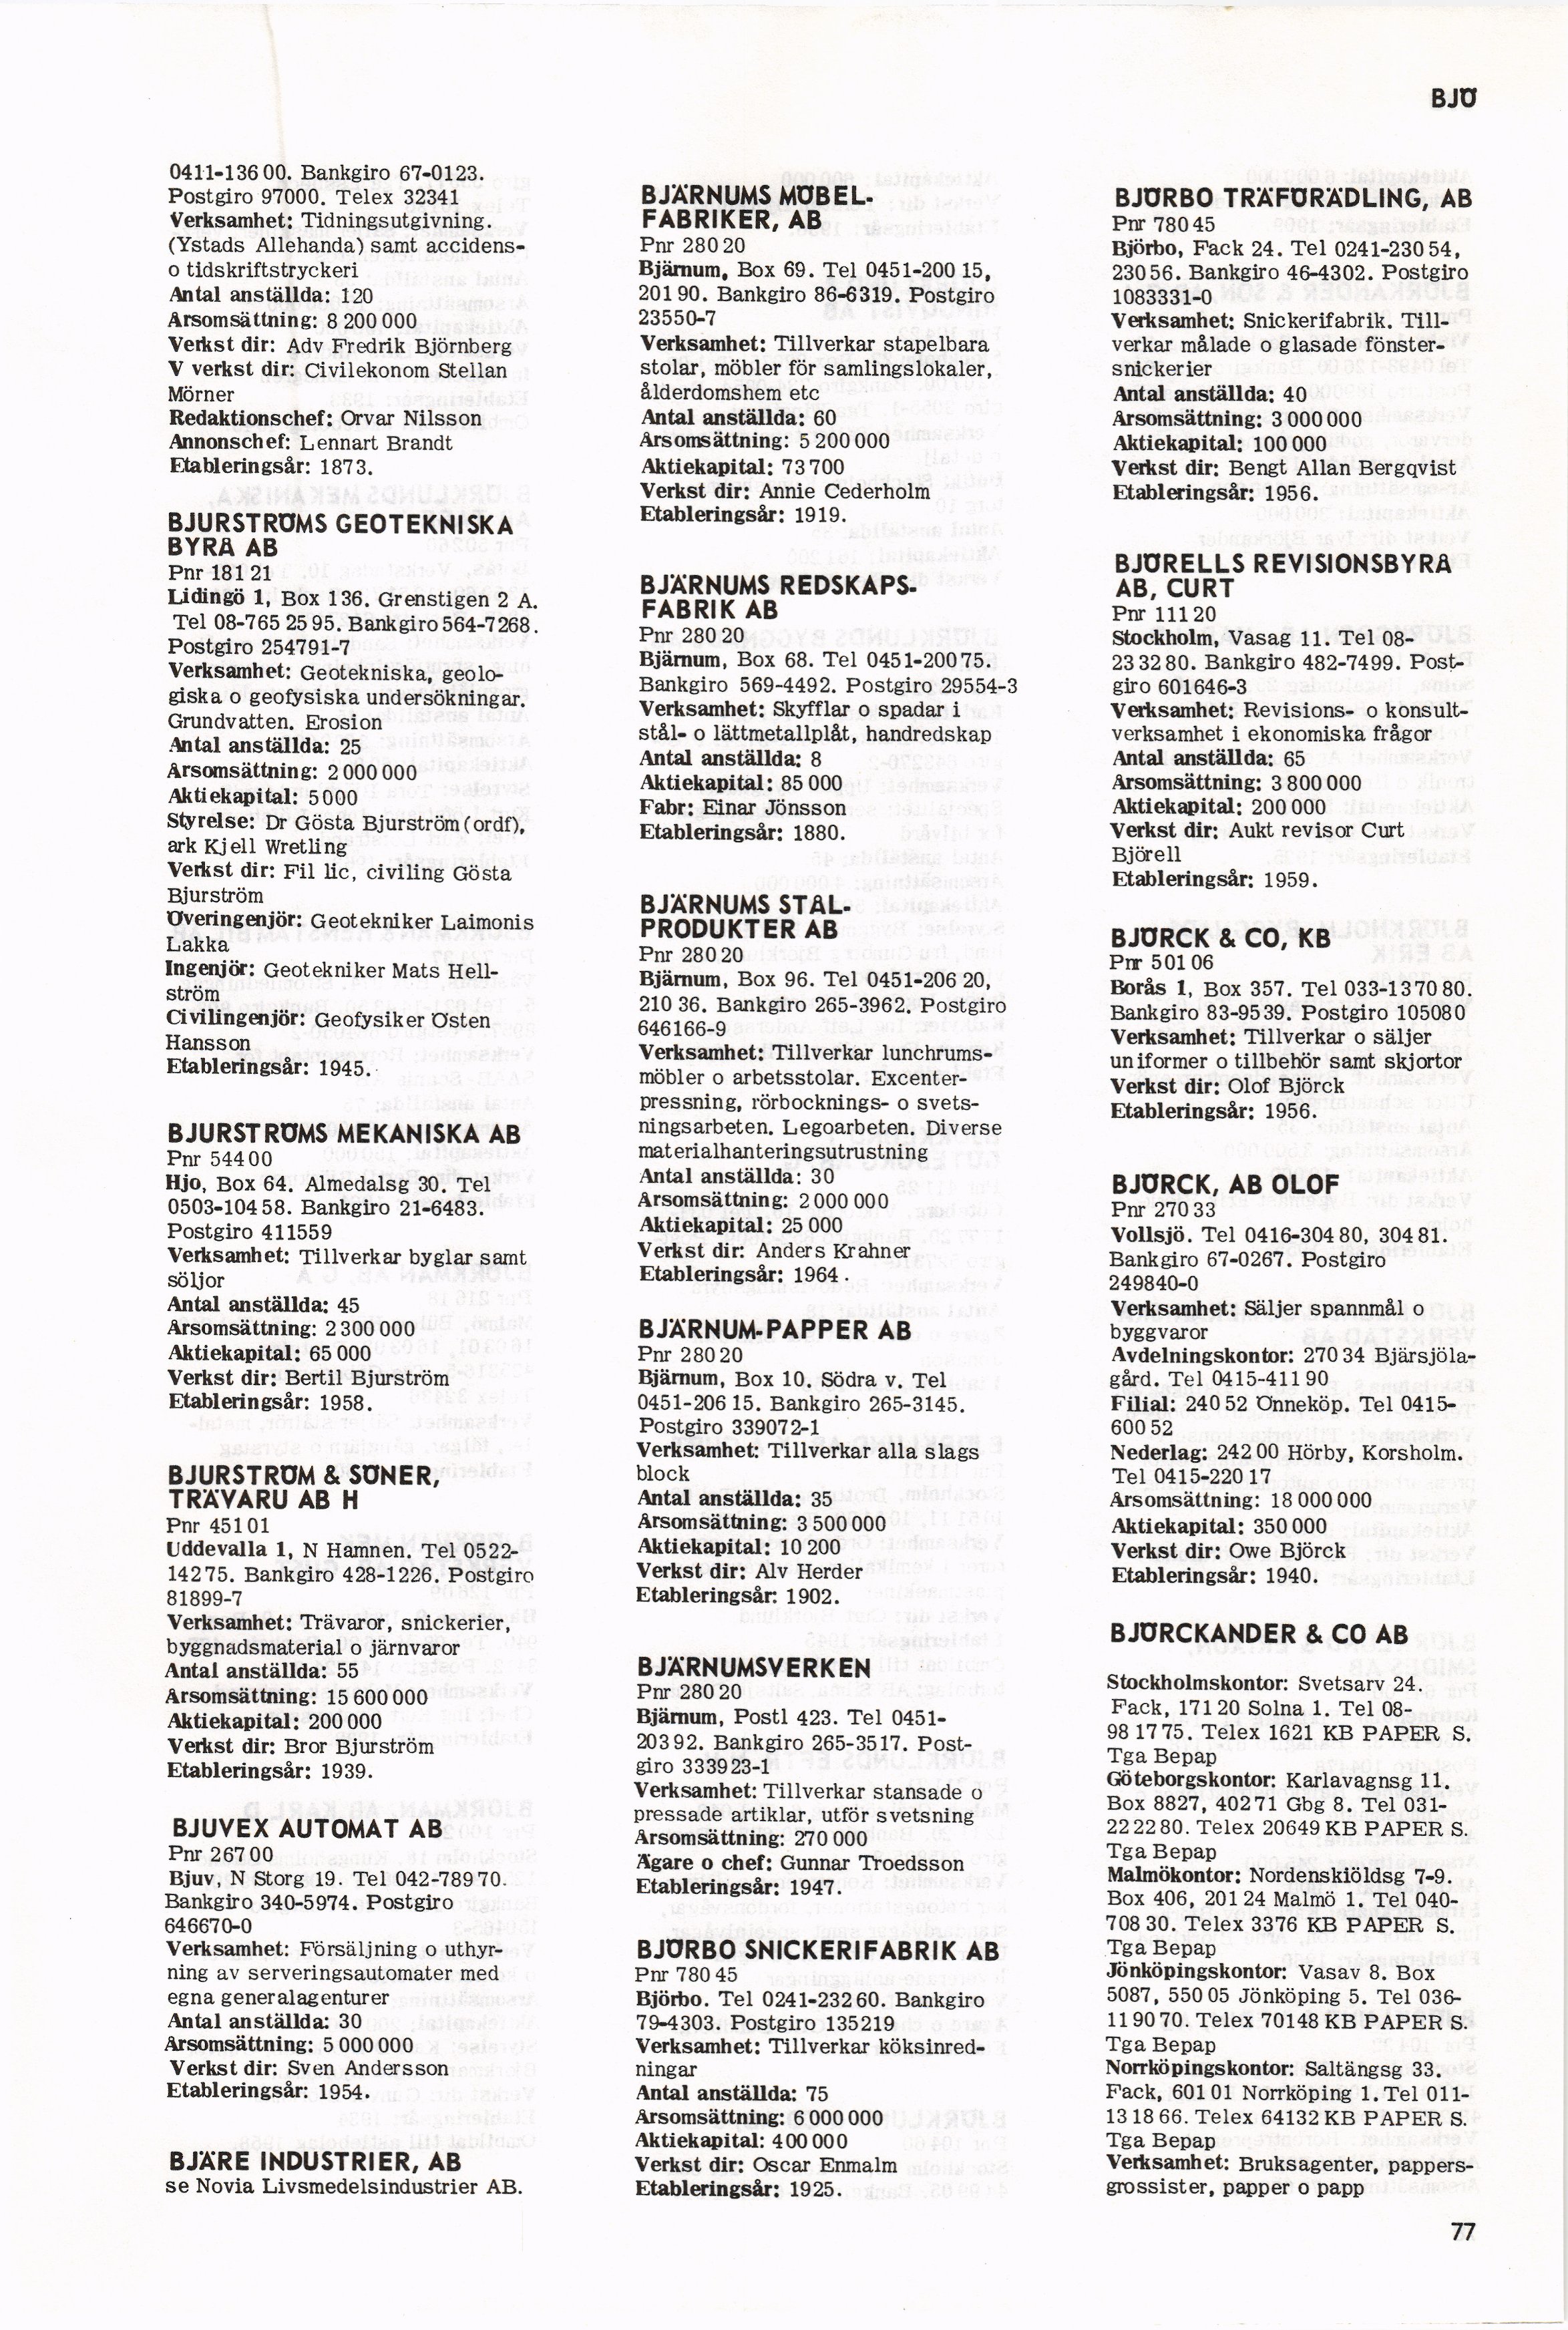 BJÖ
0411-136 00. Bankgiro 67-0123.
Postgiro 97000. Telex 32341
Verksamhet: Tidningsutgivning.
(Ystads Allehanda) samt accidens-
o tidskriftstryckeri
Antal anställda: 120
Årsomsättning: 8 200 000
Verkst dir: Adv Fredrik Björnberg
V verkst dir: Civilekonom Stellan
Mörner
Redaktionschef: Orvar Nilsson
Annonschef: Lennart Brandt
Etableringsår: 1873.
BJURSTRÖMS GEOTEKNISKA
BYRÅ AB
Pnr 181 21
Lidingö 1, Box 136. Grenstigen 2 A.
Tel 08-765 25 95. Bankgiro 564-7268.
Postgiro 254791-7
Verksamhet: Geotekniska, geolo-
giska o geofysiska undersökningar.
Grundvatten. Erosion
Antal anställda: 25
Årsomsättning: 2 000 000
Aktiekapital: 5 000
Styrelse: Dr Gösta Bjurström (ordf),
ark Kjell Wretling
Verkst dir: Fil lic, civiling Gösta
Bjurström
Överingenjör: Geotekniker Laimonis
Lakka
Ingenjör: Geotekniker Mats Hell-
ström
Civilingenjör: Geofysiker Östen
Hansson
Etableringsår: 1945.
BJURSTRÖMS MEKANISKA AB
Pnr 544 00
Hjo, Box 64. Almedalsg 30. Tel
0503-104 58. Bankgiro 21-6483.
Postgiro 411559
Verksamhet: Tillverkar byglar samt
söljor
Antal anställda: 45
Årsomsättning: 2 300 000
Aktiekapital: 65 000
Verkst dir: Bertil Bjurström
Etableringsår: 1958.
BJURSTRÖM & SÖNER,
TRÄVARU AB H
Pnr 451 01
Uddevalla 1, N Hamnen. Tel 0522-
142 75. Bankgiro 428-1226. Postgiro
81899-7
Verksamhet: Trävaror, snickerier,
byggnadsmaterial o järnvaror
Antal anställda: 55
Årsomsättning: 15 600 000
Aktiekapital: 200 000
Verkst dir: Bror Bjurström
Etableringsår: 1939.
BJUVEX AUTOMAT AB
Pnr 267 00
Bjuv, N Storg 19. Tel 042-789 70.
Bankgiro 340-5974. Postgiro
646670-0
Verksamhet: Försäljning o uthyr-
ning av serveringsautomater med
egna generalagenturer
Antal anställda: 30
Årsomsättning: 5 000 000
Verkst dir: Sven Andersson
Etableringsår: 1954.
BJÄRE INDUSTRIER, AB
se Novia Livsmedelsindustrier AB.
BJÄRNUMS MÖBEL-
FABRIKER, AB
Pnr 280 20
Bjärnum, Box 69. Tel 0451-200 15,
201 90. Bankgiro 86-6319. Postgiro
23550-7
Verksamhet: Tillverkar stapelbara
stolar, möbler för samlingslokaler,
ålderdomshem etc
Antal anställda: 60
Årsomsättning: 5 200 000
Aktiekapital: 73 700
Verkst dir: Annie Cederholm
Etableringsår: 1919.
BJÄRNUMS REDSKAPS-
FABRIK AB
Pnr 280 20
Bjärnum, Box 68. Tel 0451-200 75.
Bankgiro 569-4492. Postgiro 29554-3
Verksamhet: Skyfflar o spadar i
stål- o lättmetallplåt, handredskap
Antal anställda: 8
Aktiekapital: 85 000
Fabr: Einar Jönsson
Etableringsår: 1880.
BJÄRNUMS STÅL-
PRODUKTER AB
Pnr 280 20
Bjärnum, Box 96. Tel 0451-206 20,
210 36. Bankgiro 265-3962. Postgiro
646166-9
Verksamhet: Tillverkar lunchrums-
möbler o arbetsstolar. Excenter-
pressning, rörbocknings- o svets-
ningsarbeten. Legoarbeten. Diverse
materialhanteringsutrustning
Antal anställda: 30
Årsomsättning: 2 000 000
Aktiekapital: 25 000
Verkst dir: Anders Krahner
Etableringsår: 1964.
BJÄRNUM-PAPPER AB
Pnr 280 20
Bjärnum, Box 10. Södra v. Tel
0451-206 15. Bankgiro 265-3145.
Postgiro 339072-1
Verksamhet: Tillverkar alla slags
block
Antal anställda: 35
Årsomsättning: 3 500 000
Aktiekapital: 10 200
Verkst dir: Alv Herder
Etableringsår: 1902.
BJÄRNUMSVERKEN
Pnr 280 20
Bjärnum, Postl 423. Tel 0451-
203 92. Bankgiro 265-3517. Post-
giro 333923-1
Verksamhet: Tillverkar stansade o
pressade artiklar, utför svetsning
Årsomsättning: 270 000
Ägare o chef: Gunnar Troedsson
Etableringsår: 1947.
BJÖRBO SNICKERIFABRIK AB
Pnr 780 45
Björbo. Tel 0241-232 60. Bankgiro
79-4303. Postgiro 135219
Verksamhet: Tillverkar köksinred-
ningar
Antal anställda: 75
Årsomsättning: 6 000 000
Aktiekapital: 400 000
Verkst dir: Oscar Enmalm
Etableringsår: 1925.
BJÖRBO TRÄFÖRÄDLING, AB
Pnr 780 45
Björbo, Fack 24. Tel 0241-230 54,
230 56. Bankgiro 46-4302. Postgiro
1083331-0
Verksamhet: Snickerifabrik. Till-
verkar målade o glasade fönster-
snickerier
Antal anställda: 40
Årsomsättning: 3 000 000
Aktiekapital: 100 000
Verkst dir: Bengt Allan Bergqvist
Etableringsår: 1956.
BJÖRELLS REVISIONSBYRÅ
AB, CURT
Pnr 111 20
Stockholm, Vasag 11. Tel 08-
23 32 80. Bankgiro 482-7499. Post-
giro 601646-3
Verksamhet: Revisions- o konsult-
verksamhet i ekonomiska frågor
Antal anställda: 65
Årsomsättning: 3 800 000
Aktiekapital: 200 000
Verkst dir: Aukt revisor Curt
Björell
Etableringsår: 1959.
BJÖRCK & CO, KB
Pnr 501 06
Borås 1, Box 357. Tel 033-13 70 80.
Bankgiro 83-9539. Postgiro 105080
Verksamhet: Tillverkar o säljer
uniformer o tillbehör samt skjortor
Verkst dir: Olof Björck
Etableringsår: 1956.
BJÖRCK, AB OLOF
Pnr 270 33
Vollsjö. Tel 0416-304 80, 304 81.
Bankgiro 67-0267. Postgiro
249840-0
Verksamhet: Säljer spannmål o
byggvaror
Avdelningskontor: 270 34 Bjärsjöla-
gård. Tel 0415-411 90
Filial: 240 52 Önneköp. Tel 0415-
600 52
Nederlag: 242 00 Hörby, Korsholm.
Tel 0415-220 17
Årsomsättning: 18 000 000
Aktiekapital: 350 000
Verkst dir: Owe Björck
Etableringsår: 1940.
BJÖRCKANDER & CO AB
Stockholmskontor: Svetsarv 24.
Fack, 171 20 Solna 1. Tel 08-
98 17 75. Telex 1621 KB PAPER S.
Tga Bepap
Göteborgskontor: Karlavagnsg 11.
Box 8827, 402 71 Gbg 8. Tel 031-
22 22 80. Telex 20649 KB PAPER S.
Tga Bepap
Malmökontor: Nordenskiöldsg 7-9.
Box 406, 201 24 Malmö 1. Tel 040-
708 30. Telex 3376 KB PAPER S.
Tga Bepap
Jönköpingskontor: Vasav 8. Box
5087, 550 05 Jönköping 5. Tel 036-
11 90 70. Telex 70148 KB PAPER S.
Tga Bepap
Norrköpingskontor: Saltängsg 33.
Fack, 601 01 Norrköping 1. Tel 011-
13 18 66. Telex 64132 KB PAPER S.
Tga Bepap
Verksamhet: Bruksagenter, pappers-
grossister, papper o papp
77